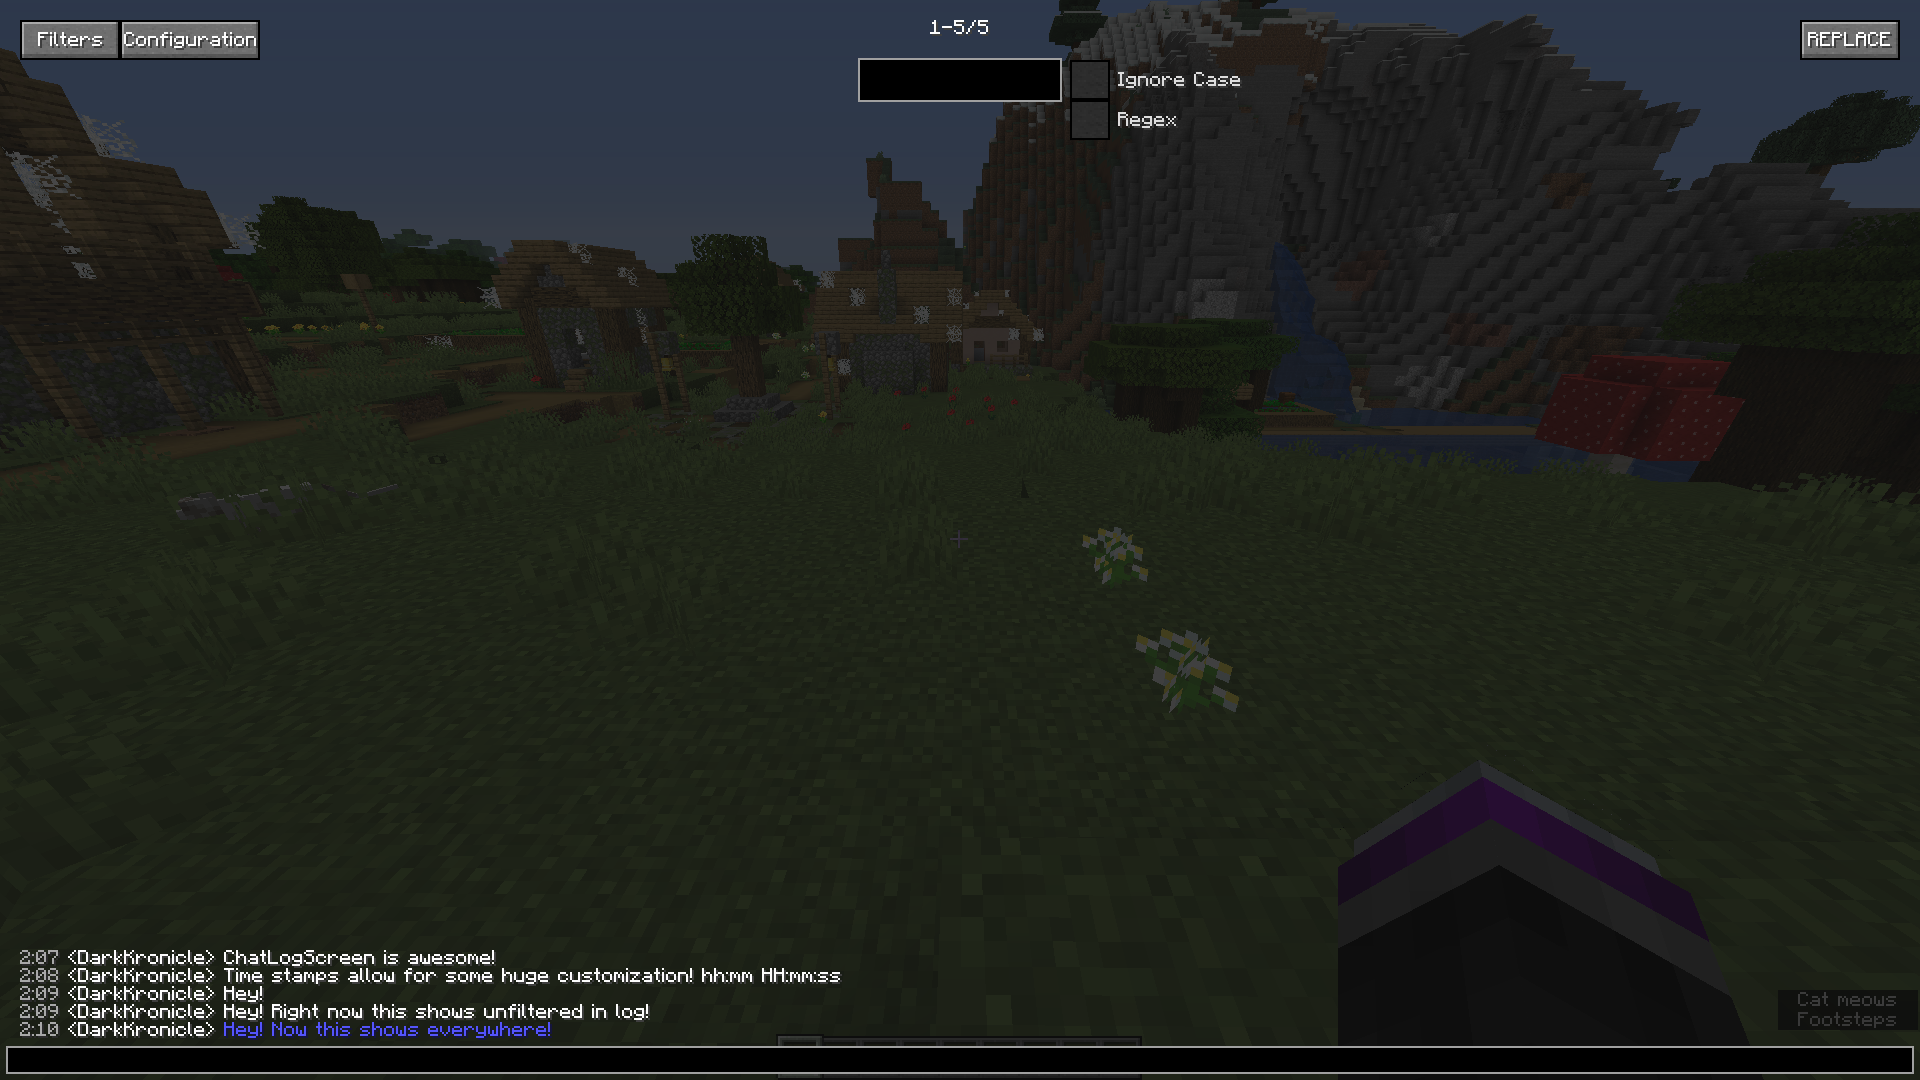 Filters Configuration
1-5/5
REPLACE
Ignore Case
Regex
2:07 <DarkKronicle> ChatLogScreen is awesome!
2:08 <DarkKronicle> Time stamps allow for some huge customization! hh:mm HH:mm:ss
2:09 <DarkKronicle> Hey!
2:09 <DarkKronicle> Hey! Right now this shows unfiltered in log!
2:10 <DarkKronicle> Hey! Now this shows everywhere!
Cat meows
Footsteps